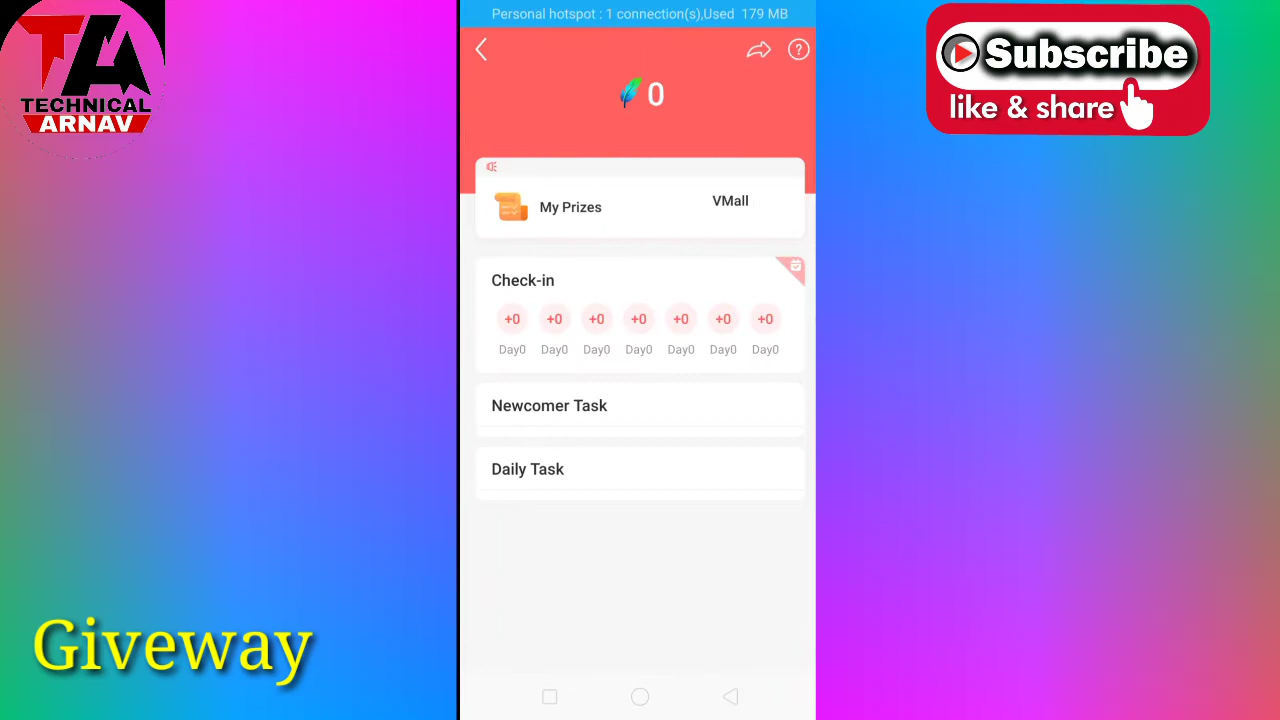 TA
TECHNICAL
ARNAV
Personal hotspot : 1 connection(s),Used 179 MB
Subscribe
like & share
0
My Prizes
VMall
Check-in
+0 +0 +0 +0 +0 +0 +0
Day0 Day0 Day0 Day0 Day0 Day0 Day0
Newcomer Task
Daily Task
Giveway